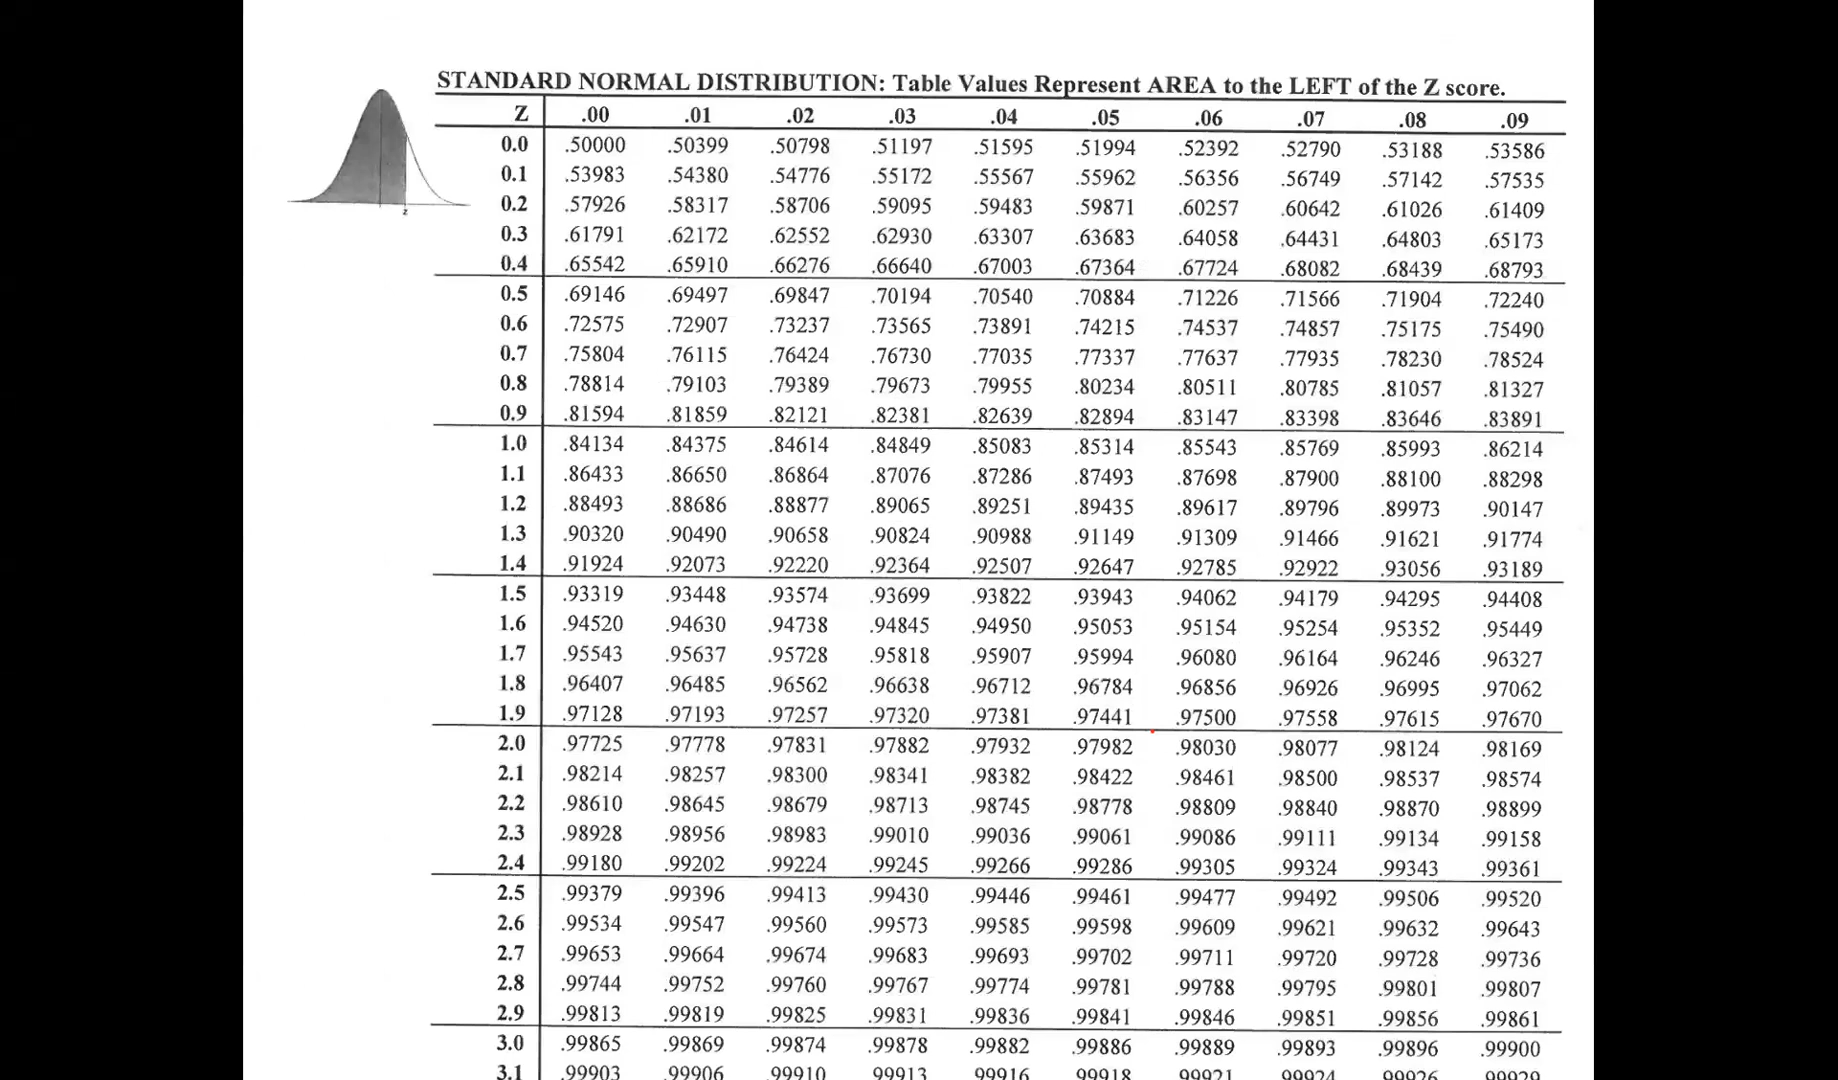 STANDARD NORMAL DISTRIBUTION: Table Values Represent AREA to the LEFT of the Z score.
Z .00 .01 .02 .03 .04 .05 .06 .07 .08 .09
0.0 .50000 .50399 .50798 .51197 .51595 .51994 .52392 .52790 .53188 .53586
0.1 .53983 .54380 .54776 .55172 .55567 .55962 .56356 .56749 .57142 .57535
0.2 .57926 .58317 .58706 .59095 .59483 .59871 .60257 .60642 .61026 .61409
0.3 .61791 .62172 .62552 .62930 .63307 .63683 .64058 .64431 .64803 .65173
0.4 .65542 .65910 .66276 .66640 .67003 .67364 .67724 .68082 .68439 .68793
0.5 .69146 .69497 .69847 .70194 .70540 .70884 .71226 .71566 .71904 .72240
0.6 .72575 .72907 .73237 .73565 .73891 .74215 .74537 .74857 .75175 .75490
0.7 .75804 .76115 .76424 .76730 .77035 .77337 .77637 .77935 .78230 .78524
0.8 .78814 .79103 .79389 .79673 .79955 .80234 .80511 .80785 .81057 .81327
0.9 .81594 .81859 .82121 .82381 .82639 .82894 .83147 .83398 .83646 .83891
1.0 .84134 .84375 .84614 .84849 .85083 .85314 .85543 .85769 .85993 .86214
1.1 .86433 .86650 .86864 .87076 .87286 .87493 .87698 .87900 .88100 .88298
1.2 .88493 .88686 .88877 .89065 .89251 .89435 .89617 .89796 .89973 .90147
1.3 .90320 .90490 .90658 .90824 .90988 .91149 .91309 .91466 .91621 .91774
1.4 .91924 .92073 .92220 .92364 .92507 .92647 .92785 .92922 .93056 .93189
1.5 .93319 .93448 .93574 .93699 .93822 .93943 .94062 .94179 .94295 .94408
1.6 .94520 .94630 .94738 .94845 .94950 .95053 .95154 .95254 .95352 .95449
1.7 .95543 .95637 .95728 .95818 .95907 .95994 .96080 .96164 .96246 .96327
1.8 .96407 .96485 .96562 .96638 .96712 .96784 .96856 .96926 .96995 .97062
1.9 .97128 .97193 .97257 .97320 .97381 .97441 .97500 .97558 .97615 .97670
2.0 .97725 .97778 .97831 .97882 .97932 .97982 .98030 .98077 .98124 .98169
2.1 .98214 .98257 .98300 .98341 .98382 .98422 .98461 .98500 .98537 .98574
2.2 .98610 .98645 .98679 .98713 .98745 .98778 .98809 .98840 .98870 .98899
2.3 .98928 .98956 .98983 .99010 .99036 .99061 .99086 .99111 .99134 .99158
2.4 .99180 .99202 .99224 .99245 .99266 .99286 .99305 .99324 .99343 .99361
2.5 .99379 .99396 .99413 .99430 .99446 .99461 .99477 .99492 .99506 .99520
2.6 .99534 .99547 .99560 .99573 .99585 .99598 .99609 .99621 .99632 .99643
2.7 .99653 .99664 .99674 .99683 .99693 .99702 .99711 .99720 .99728 .99736
2.8 .99744 .99752 .99760 .99767 .99774 .99781 .99788 .99795 .99801 .99807
2.9 .99813 .99819 .99825 .99831 .99836 .99841 .99846 .99851 .99856 .99861
3.0 .99865 .99869 .99874 .99878 .99882 .99886 .99889 .99893 .99896 .99900
3.1 .99903 .99906 .99910 .99913 .99916 .99918 .99921 .99924 .99926 .99929
z